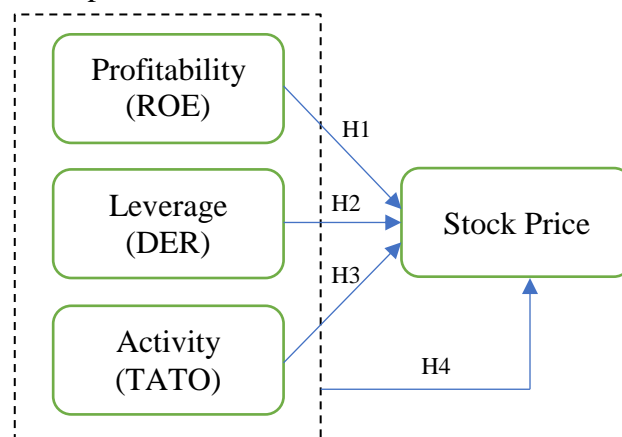 Profitability
(ROE)
H1
Leverage
(DER)
H2
Stock Price
H3
Activity
(TATO)
H4